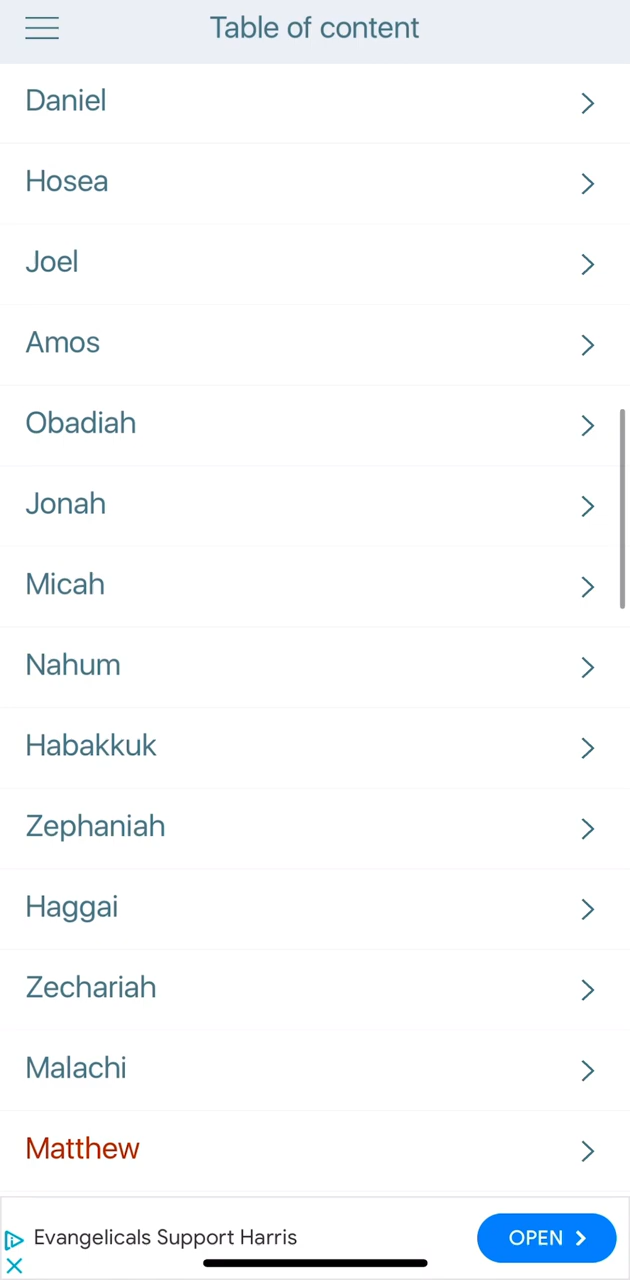 Table of content
Daniel
Hosea
Joel
Amos
Obadiah
Jonah
Micah
Nahum
Habakkuk
Zephaniah
Haggai
Zechariah
Malachi
Matthew
Evangelicals Support Harris
OPEN